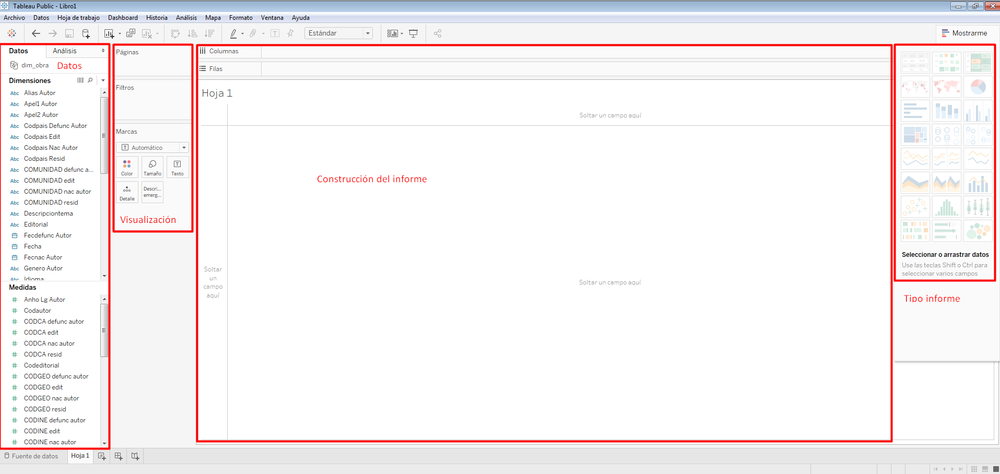 Tableau Public - Libro1
Archivo Datos Hoja de trabajo Dashboard Historia Análisis Mapa Formato Ventana Ayuda
Estándar
Mostrarme
Datos Análisis
dim_obra Datos
Dimensiones
Abc Alias Autor
Abc Apel1 Autor
Abc Apel2 Autor
Abc Codpais Defunc Autor
Abc Codpais Edit
Abc Codpais Nac Autor
Abc Codpais Resid
Abc COMUNIDAD defunc a...
Abc COMUNIDAD edit
Abc COMUNIDAD nac autor
Abc COMUNIDAD resid
Abc Descripciontema
Abc Editorial
Fecdefunc Autor
Fecha
Fecnac Autor
Abc Genero Autor
Abc Idioma
Medidas
# Anho Lg Autor
# Codautor
# CODCA defunc autor
# CODCA edit
# CODCA nac autor
# CODCA resid
# Codeditorial
# CODGEO defunc autor
# CODGEO edit
# CODGEO nac autor
# CODGEO resid
# CODINE defunc autor
# CODINE edit
# CODINE nac autor
Páginas
Filtros
Marcas
Automático
Color Tamaño Texto
Detalle
Descri...
emerg...
Visualización
Columnas
Filas
Hoja 1
Soltar un campo aquí
Construcción del informe
Soltar
un
campo
aquí
Soltar un campo aquí
Seleccionar o arrastrar datos
Use las teclas Shift o Ctrl para
seleccionar varios campos
Tipo informe
Fuente de datos Hoja 1